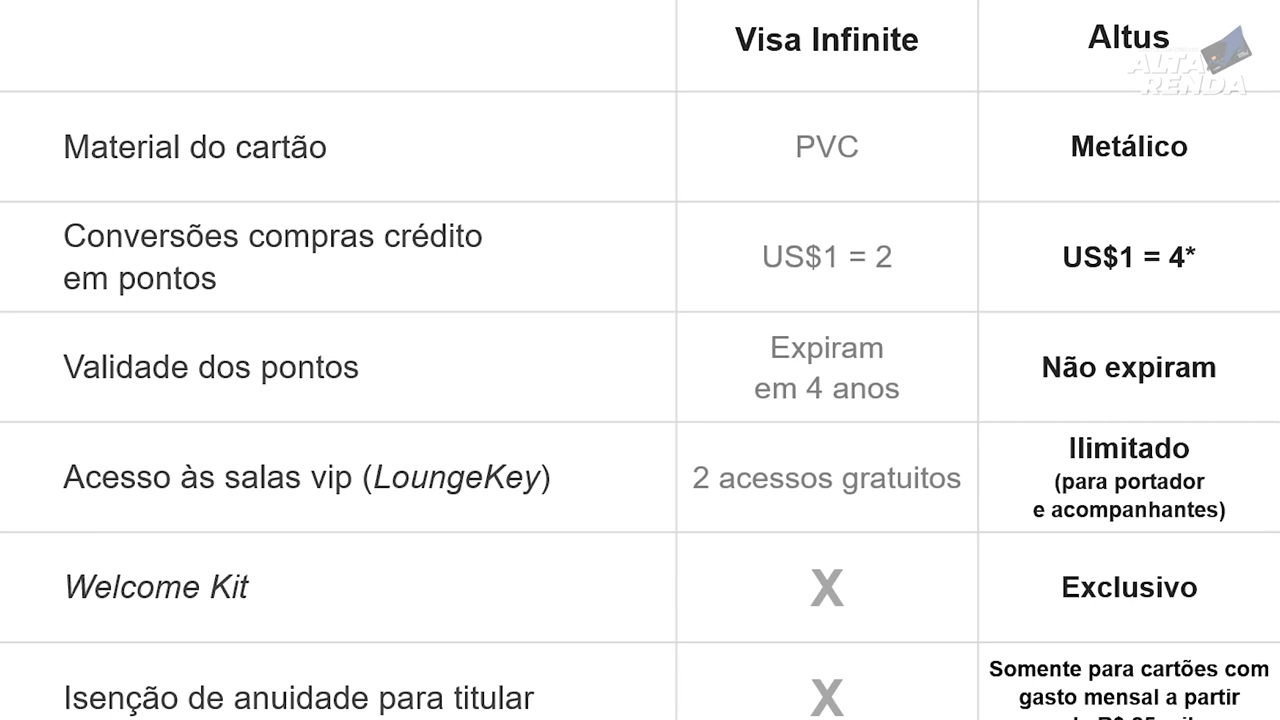 Visa Infinite
Altus
ALTA
RENDA
Material do cartão
PVC
Metálico
Conversões compras crédito
em pontos
US$1 = 2
US$1 = 4*
Validade dos pontos
Expiram
em 4 anos
Não expiram
Acesso às salas vip (LoungeKey)
2 acessos gratuitos
Ilimitado
(para portador
e acompanhantes)
Welcome Kit
X
Exclusivo
Isenção de anuidade para titular
X
Somente para cartões com
gasto mensal a partir